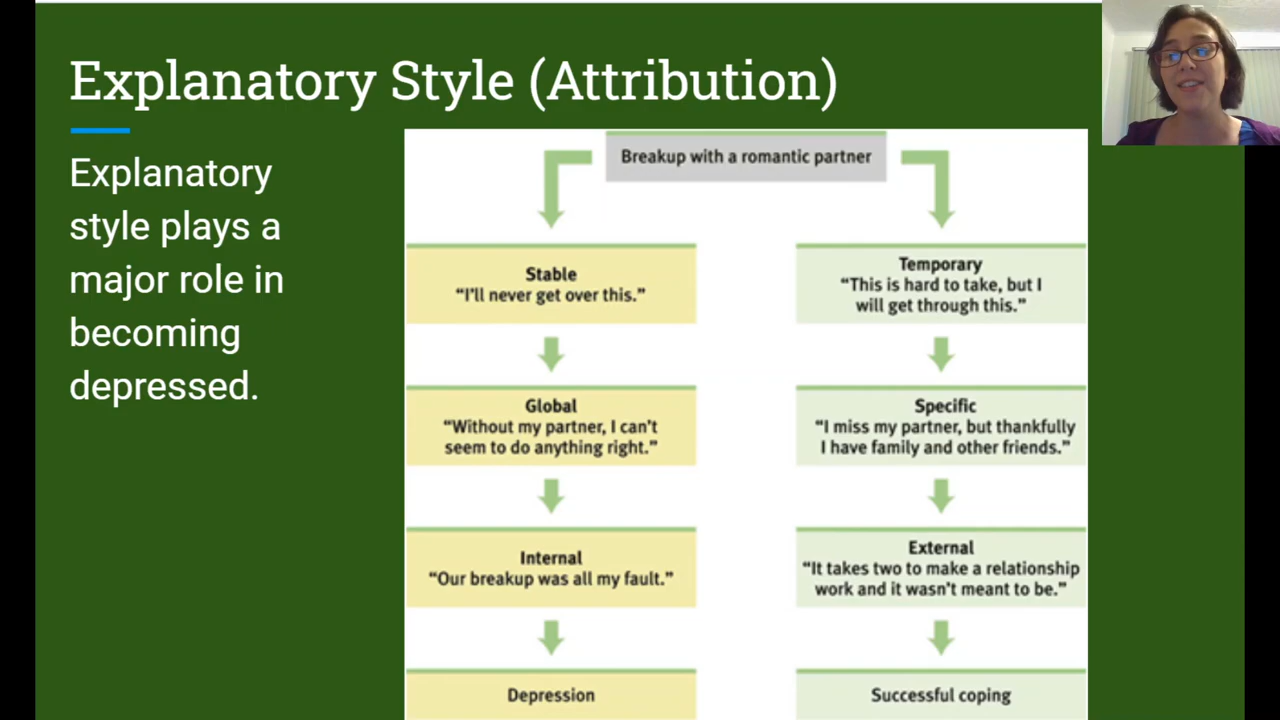 Explanatory Style (Attribution)
Explanatory
style plays a
major role in
becoming
depressed.
Breakup with a romantic partner
Stable
“I’ll never get over this.”
Global
“Without my partner, I can’t
seem to do anything right.”
Internal
“Our breakup was all my fault.”
Depression
Temporary
“This is hard to take, but I
will get through this.”
Specific
“I miss my partner, but thankfully
I have family and other friends.”
External
“It takes two to make a relationship
work and it wasn’t meant to be.”
Successful coping